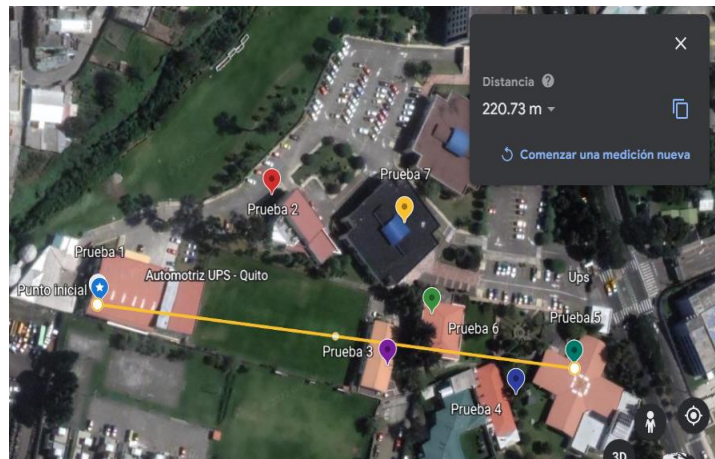 Distancia
220.73 m
Comenzar una medición nueva
Prueba 7
Prueba 2
Prueba 1
Automotriz UPS - Quito
Punto inicial
Ups
Prueba 5
Prueba 6
Prueba 3
Prueba 4
3D